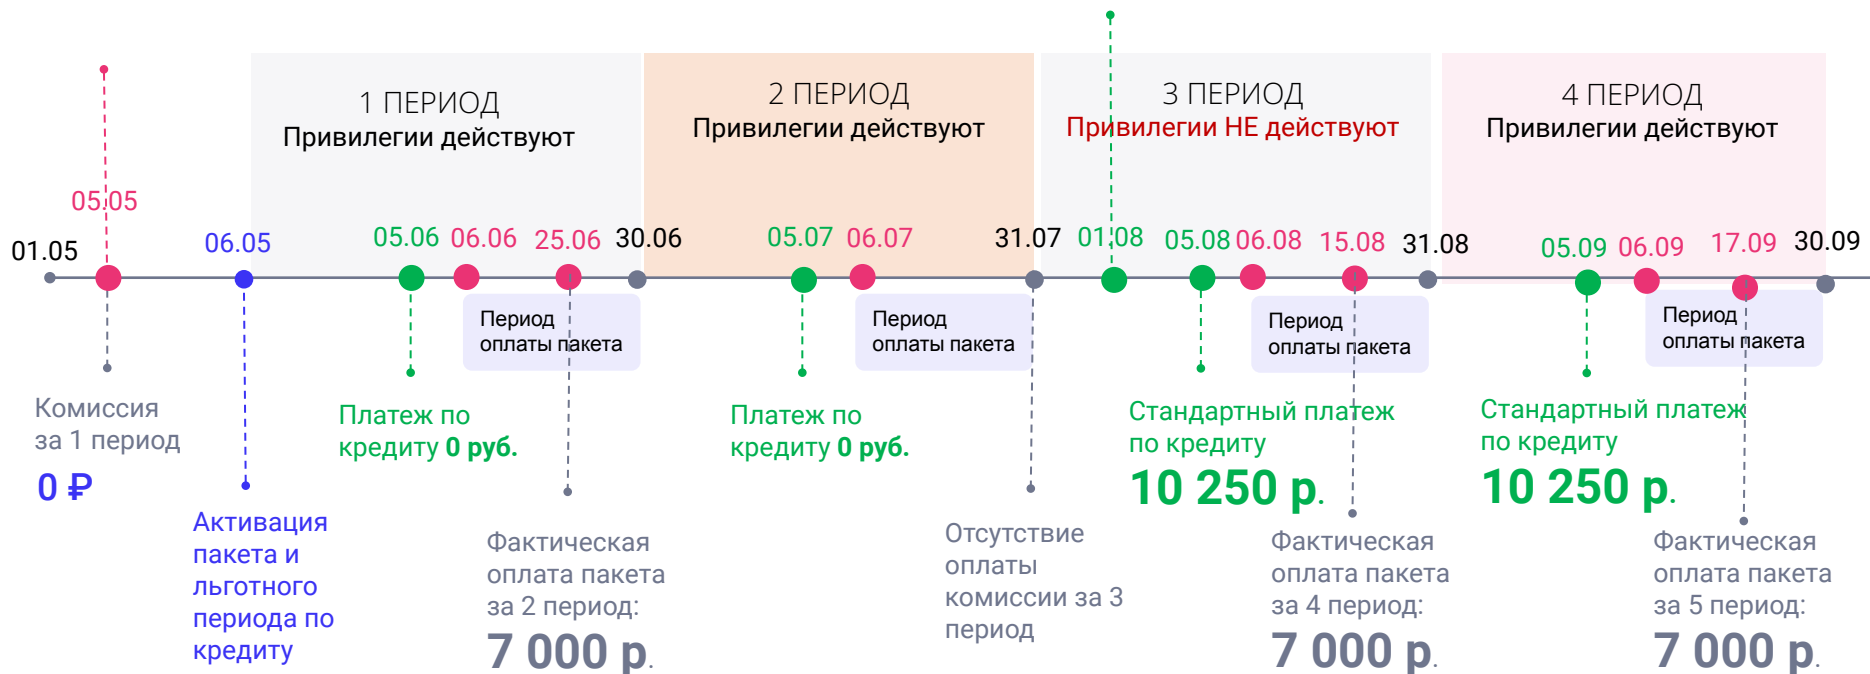 1 ПЕРИОД
Привилегии действуют
2 ПЕРИОД
Привилегии действуют
3 ПЕРИОД
Привилегии НЕ действуют
4 ПЕРИОД
Привилегии действуют
01.05
05.05
06.05
05.06
06.06
25.06
30.06
05.07
06.07
31.07
01.08
05.08
06.08
15.08
31.08
05.09
06.09
17.09
30.09
Период
оплаты пакета
Период
оплаты пакета
Период
оплаты пакета
Период
оплаты пакета
Комиссия
за 1 период
0 ₽
Активация
пакета и
льготного
периода по
кредиту
Платеж по
кредиту 0 руб.
Фактическая
оплата пакета
за 2 период:
7 000 р.
Платеж по
кредиту 0 руб.
Отсутствие
оплаты
комиссии за 3
период
Стандартный платеж
по кредиту
10 250 р.
Фактическая
оплата пакета
за 4 период:
7 000 р.
Стандартный платеж
по кредиту
10 250 р.
Фактическая
оплата пакета
за 5 период:
7 000 р.